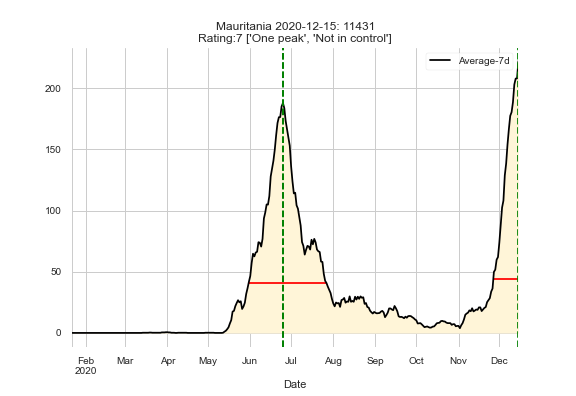 Mauritania 2020-12-15: 11431
Rating:7 ['One peak', 'Not in control']
Average-7d
200
150
100
50
0
Feb Mar Apr May Jun Jul Aug Sep Oct Nov Dec
2020
Date